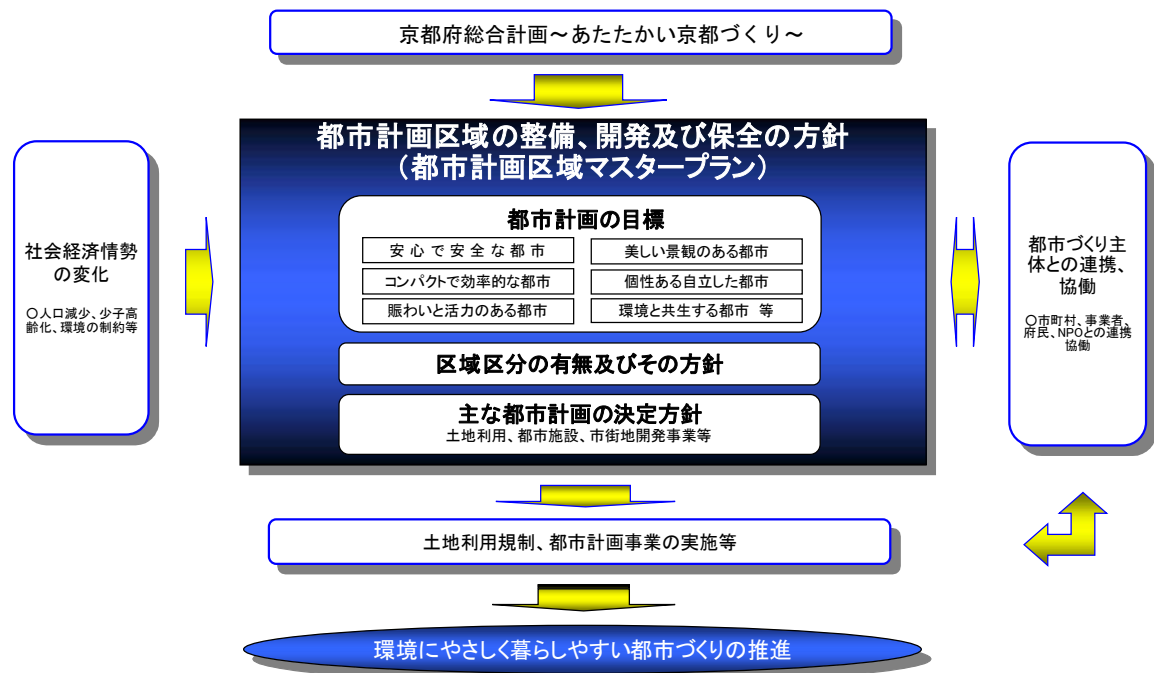 京都府総合計画~あたたかい京都づくり~
都市計画区域の整備、開発及び保全の方針
(都市計画区域マスタープラン)
都市計画の目標
安心で安全な都市
美しい景観のある都市
コンパクトで効率的な都市
個性ある自立した都市
賑わいと活力のある都市
環境と共生する都市 等
区域区分の有無及びその方針
主な都市計画の決定方針
土地利用、都市施設、市街地開発事業等
社会経済情勢
の変化
○人口減少、少子高
齢化、環境の制約等
都市づくり主
体との連携、
協働
○市町村、事業者、
府民、NPOとの連携
協働
土地利用規制、都市計画事業の実施等
環境にやさしく暮らしやすい都市づくりの推進